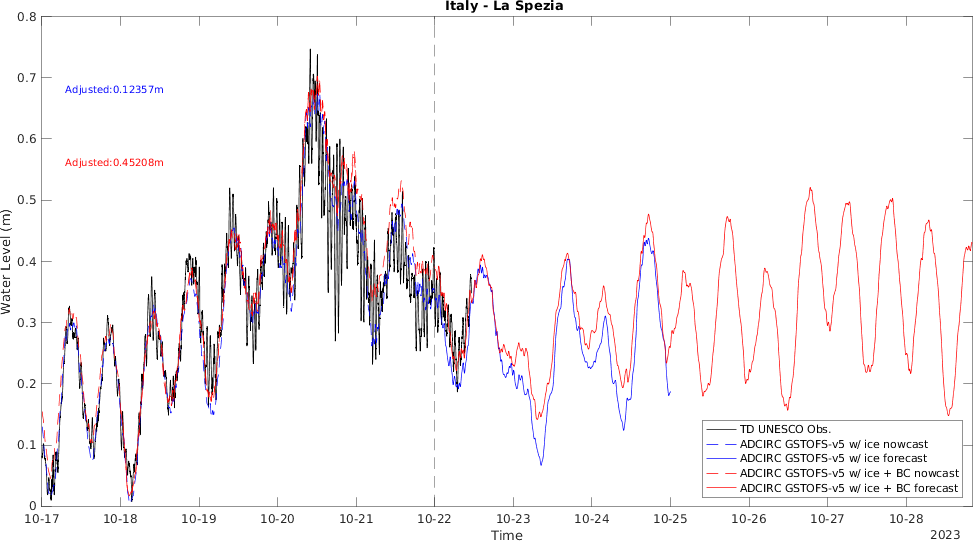 Italy - La Spezia
0.8
0.7
0.6
0.5
0.4
0.3
0.2
0.1
0
Water Level (m)
Adjusted:0.12357m
Adjusted:0.45208m
TD UNESCO Obs.
ADCIRC GSTOFS-v5 w/ ice nowcast
ADCIRC GSTOFS-v5 w/ ice forecast
ADCIRC GSTOFS-v5 w/ ice + BC nowcast
ADCIRC GSTOFS-v5 w/ ice + BC forecast
10-17 10-18 10-19 10-20 10-21 10-22 10-23 10-24 10-25 10-26 10-27 10-28
Time
2023